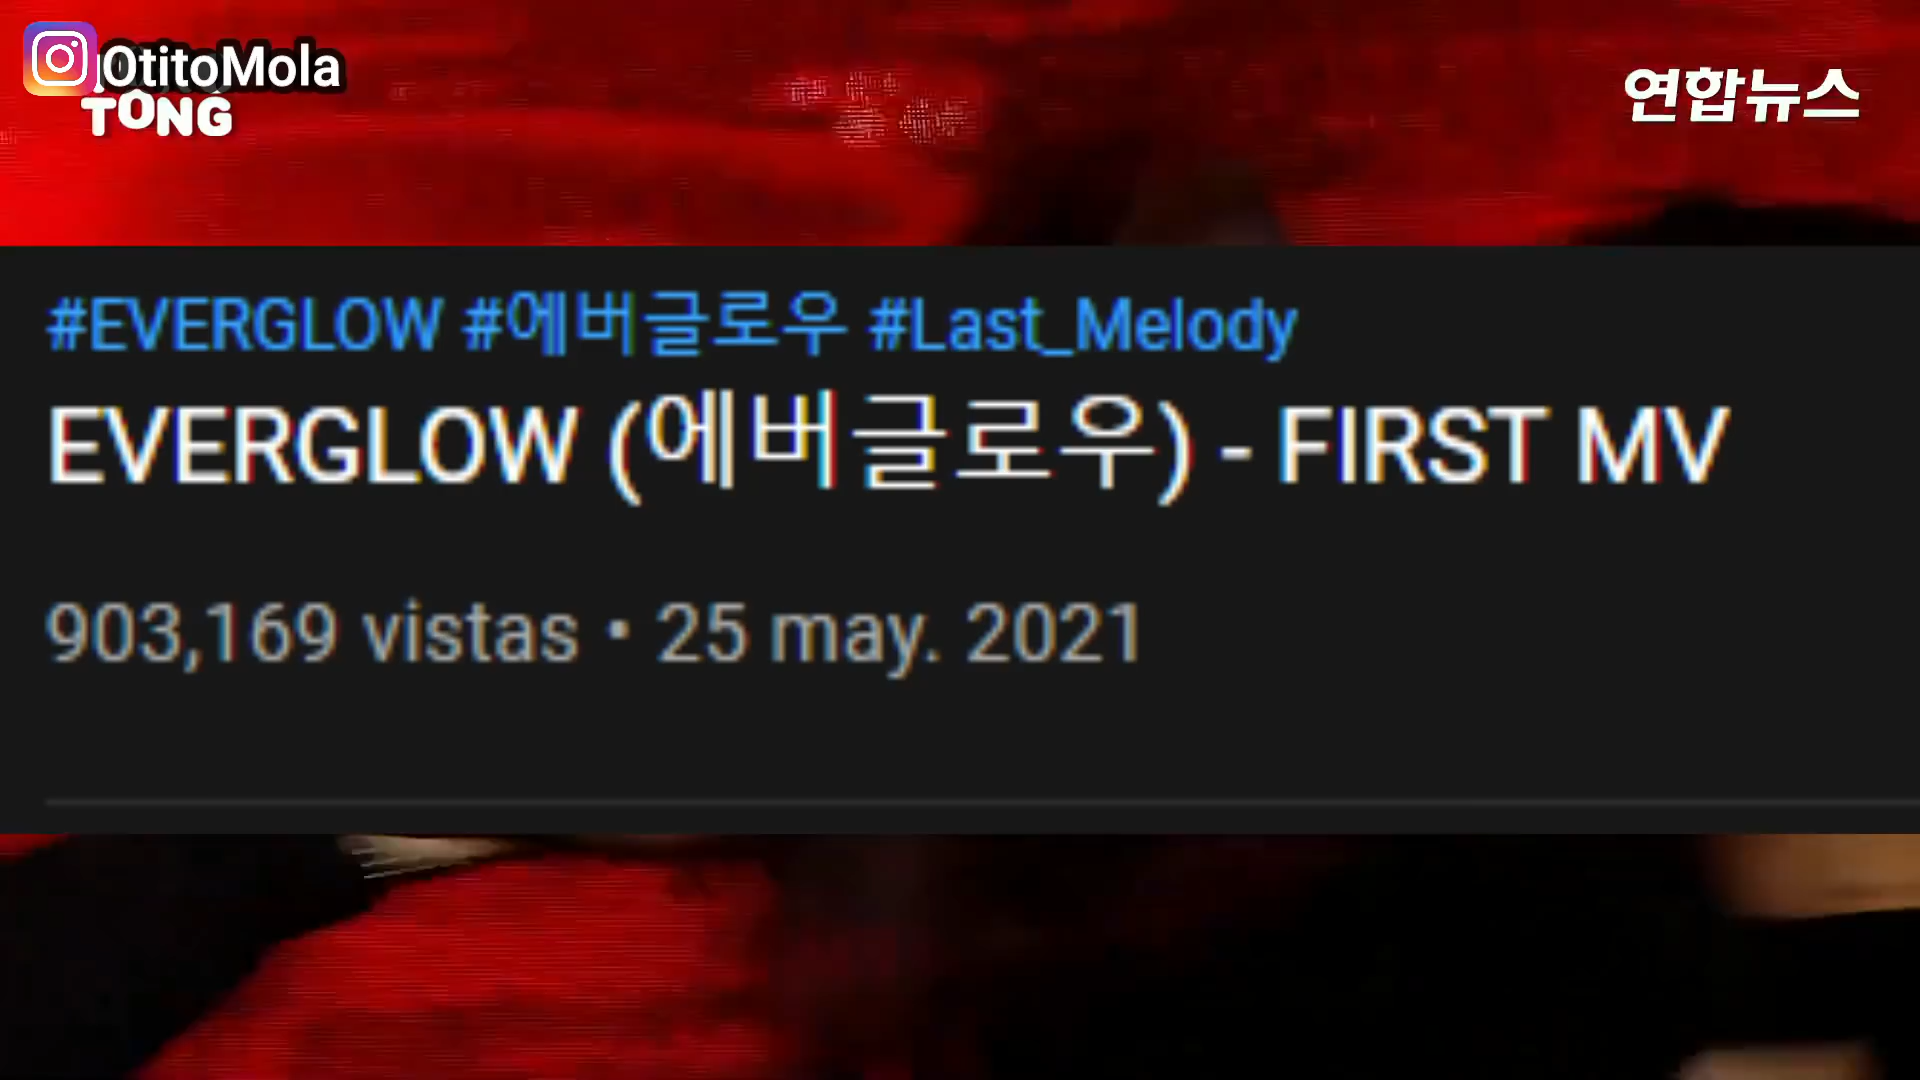 OtitoMola
TONG
연합뉴스
#EVERGLOW #에버글로우 #Last_Melody
EVERGLOW (에버글로우) - FIRST MV
903,169 vistas • 25 may. 2021